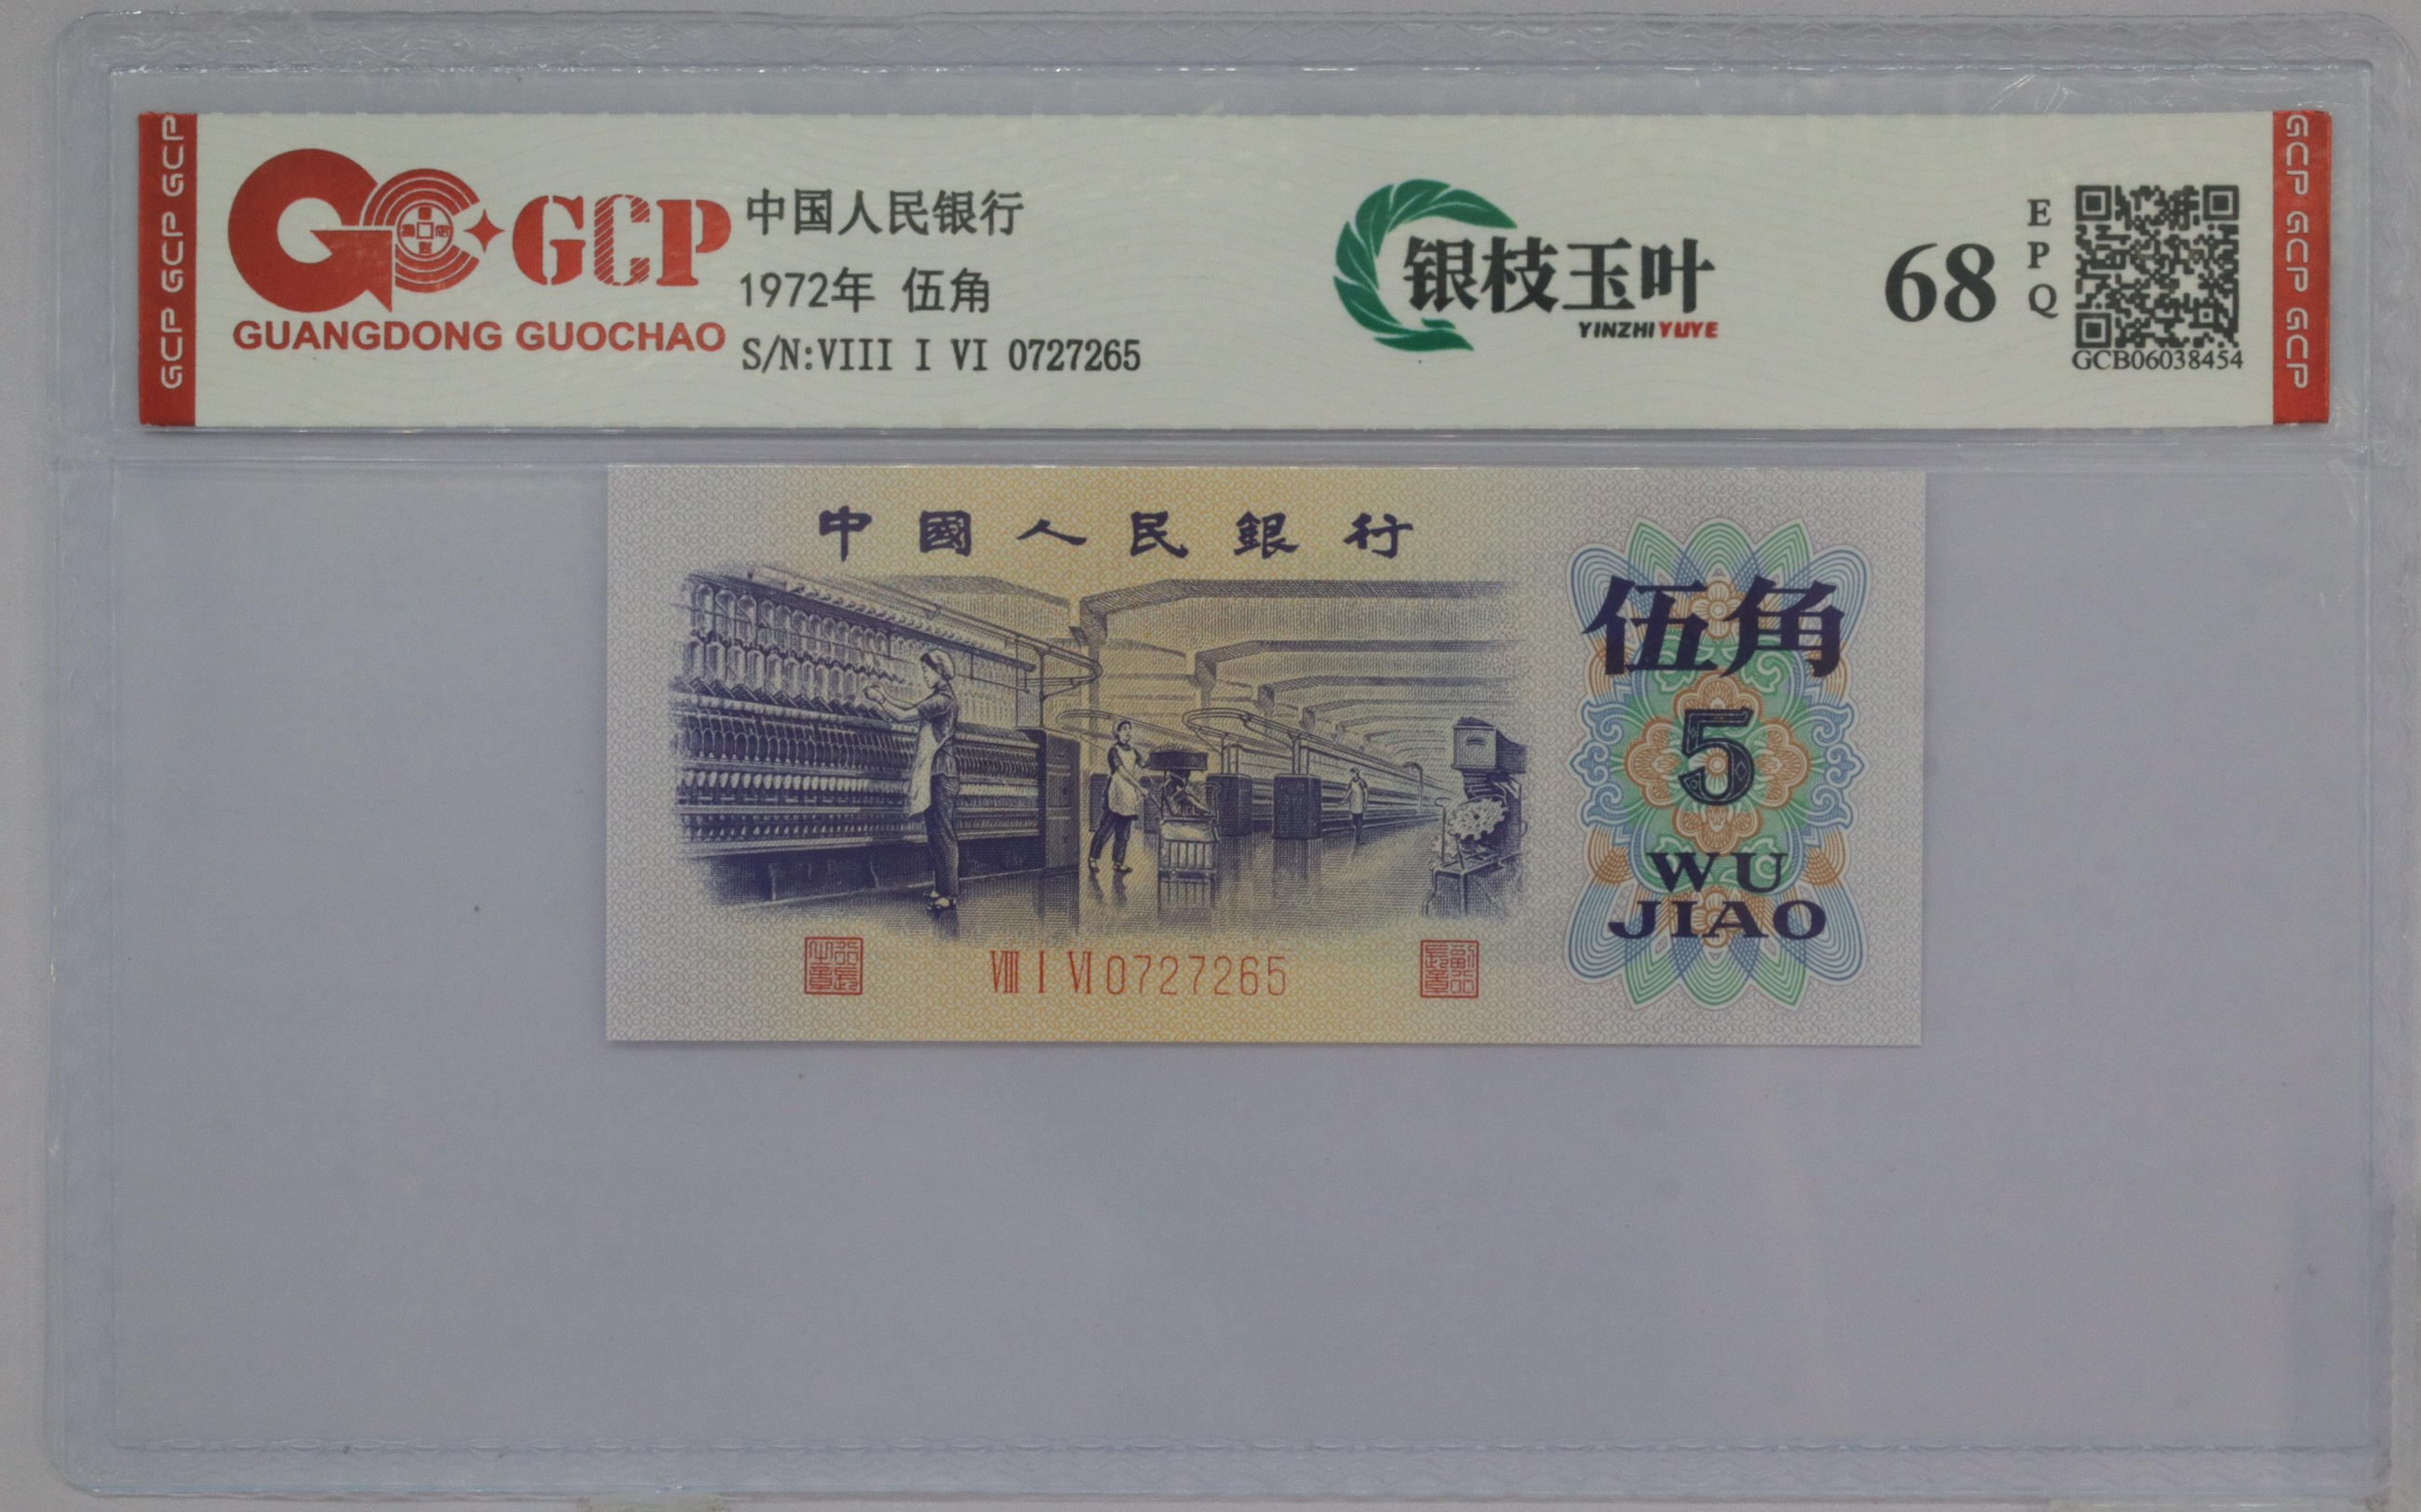 GCP GCP GCP
GCP
GUANGDONG GUOCHAO
中国人民银行
1972年 伍角
S/N:VIII I VI 0727265
银枝玉叶
YINZHIYUYE
68
EPQ
GCB06038454
GCP GCP GCP
中國人民銀行
伍角
5
WU
JIAO
VIII I VI 0727265